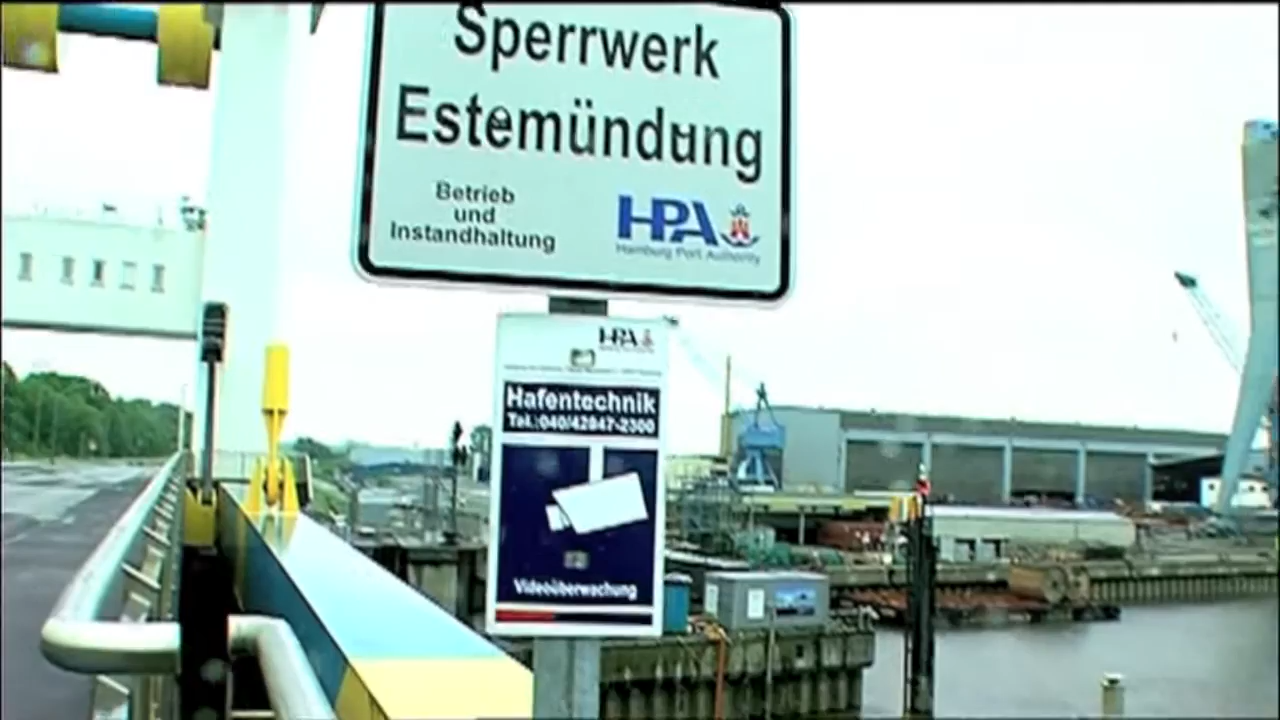 Sperrwerk
Estemündung
Betrieb
und
Instandhaltung
HPA
Hamburg Port Authority
HPA
Hafentechnik
Tel.:040/42847-2300
Videoüberwachung